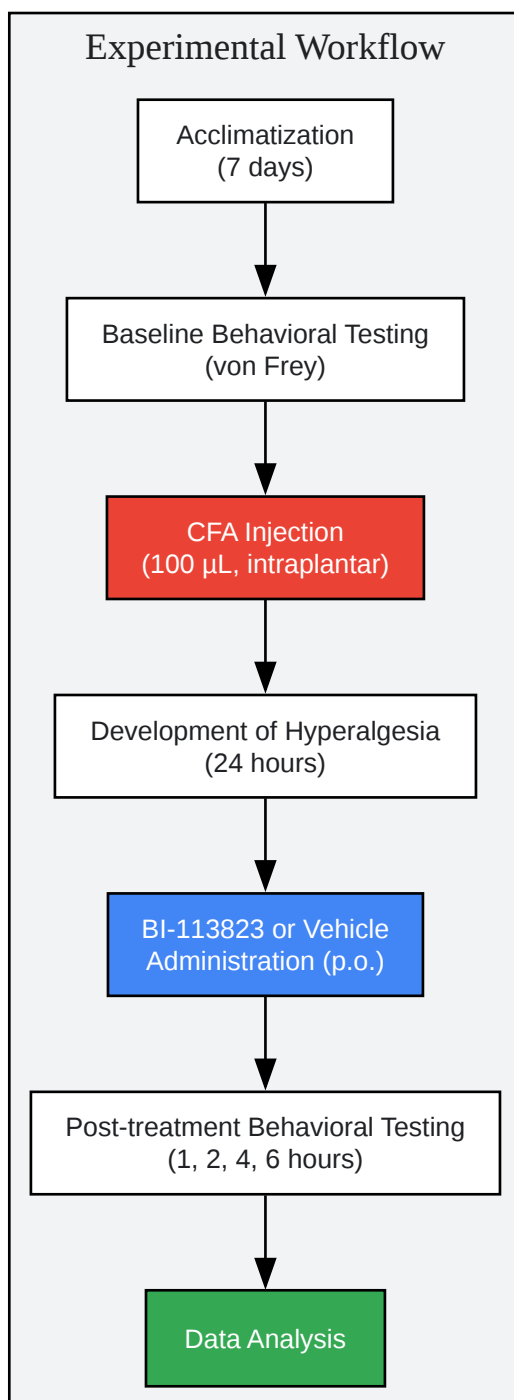 Experimental Workflow
Acclimatization
(7 days)
Baseline Behavioral Testing
(von Frey)
CFA Injection
(100 µL, intraplantar)
Development of Hyperalgesia
(24 hours)
BI-113823 or Vehicle
Administration (p.o.)
Post-treatment Behavioral Testing
(1, 2, 4, 6 hours)
Data Analysis